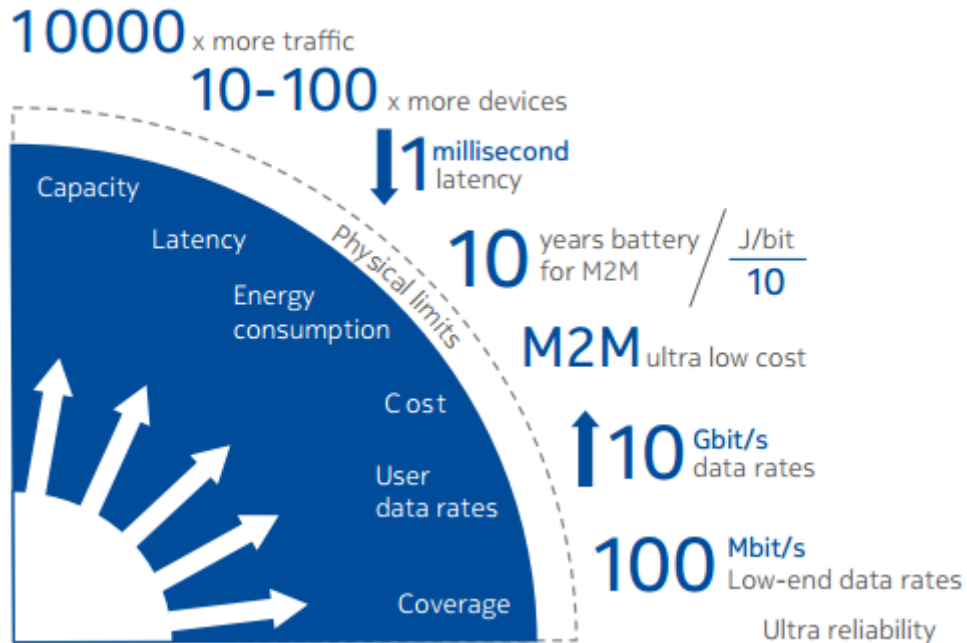 10000 x more traffic
10-100 x more devices
1 millisecond
latency
Capacity
Latency
Physical limits
10 years battery
for M2M
J/bit
10
Energy
consumption
M2M ultra low cost
Cost
10 Gbit/s
data rates
User
data rates
100 Mbit/s
Low-end data rates
Coverage
Ultra reliability